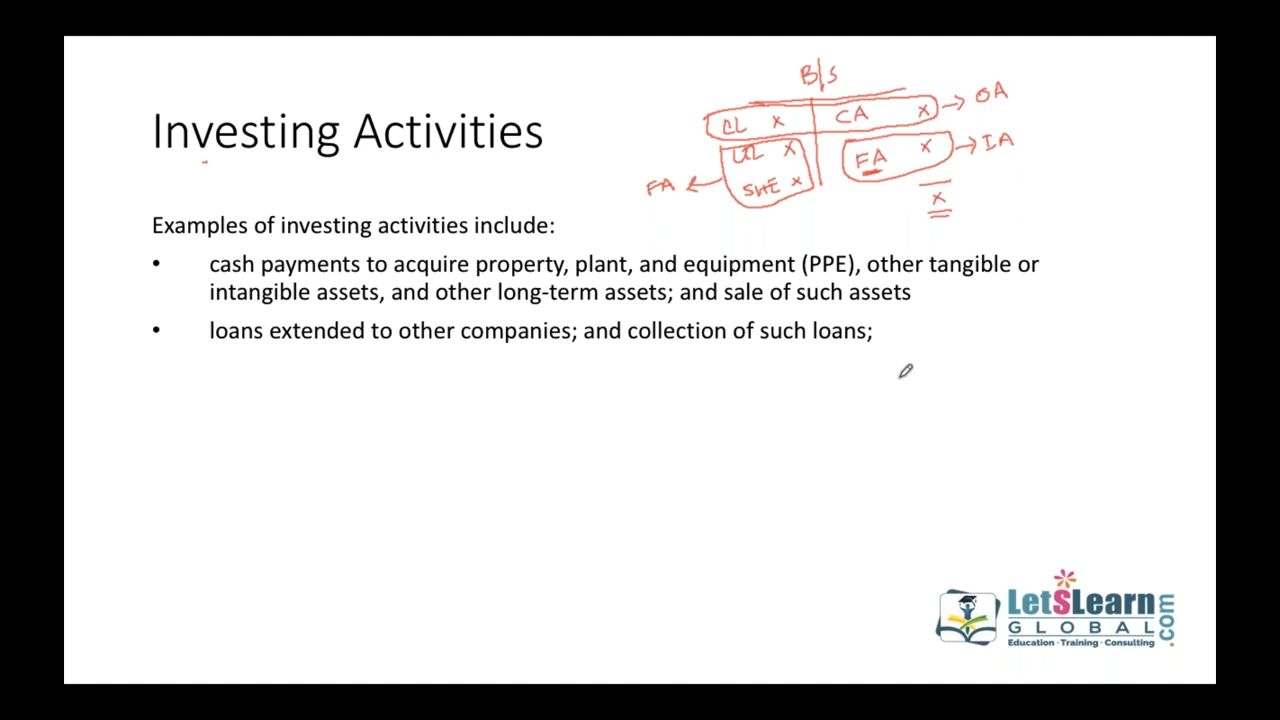 B/S
CL x CA x → OA
Investing Activities
LTL x FA x → IA
FA ← SHE x
x
Examples of investing activities include:
• cash payments to acquire property, plant, and equipment (PPE), other tangible or
intangible assets, and other long-term assets; and sale of such assets
• loans extended to other companies; and collection of such loans;
LetSLearn
GLOBAL
.com
Education · Training · Consulting